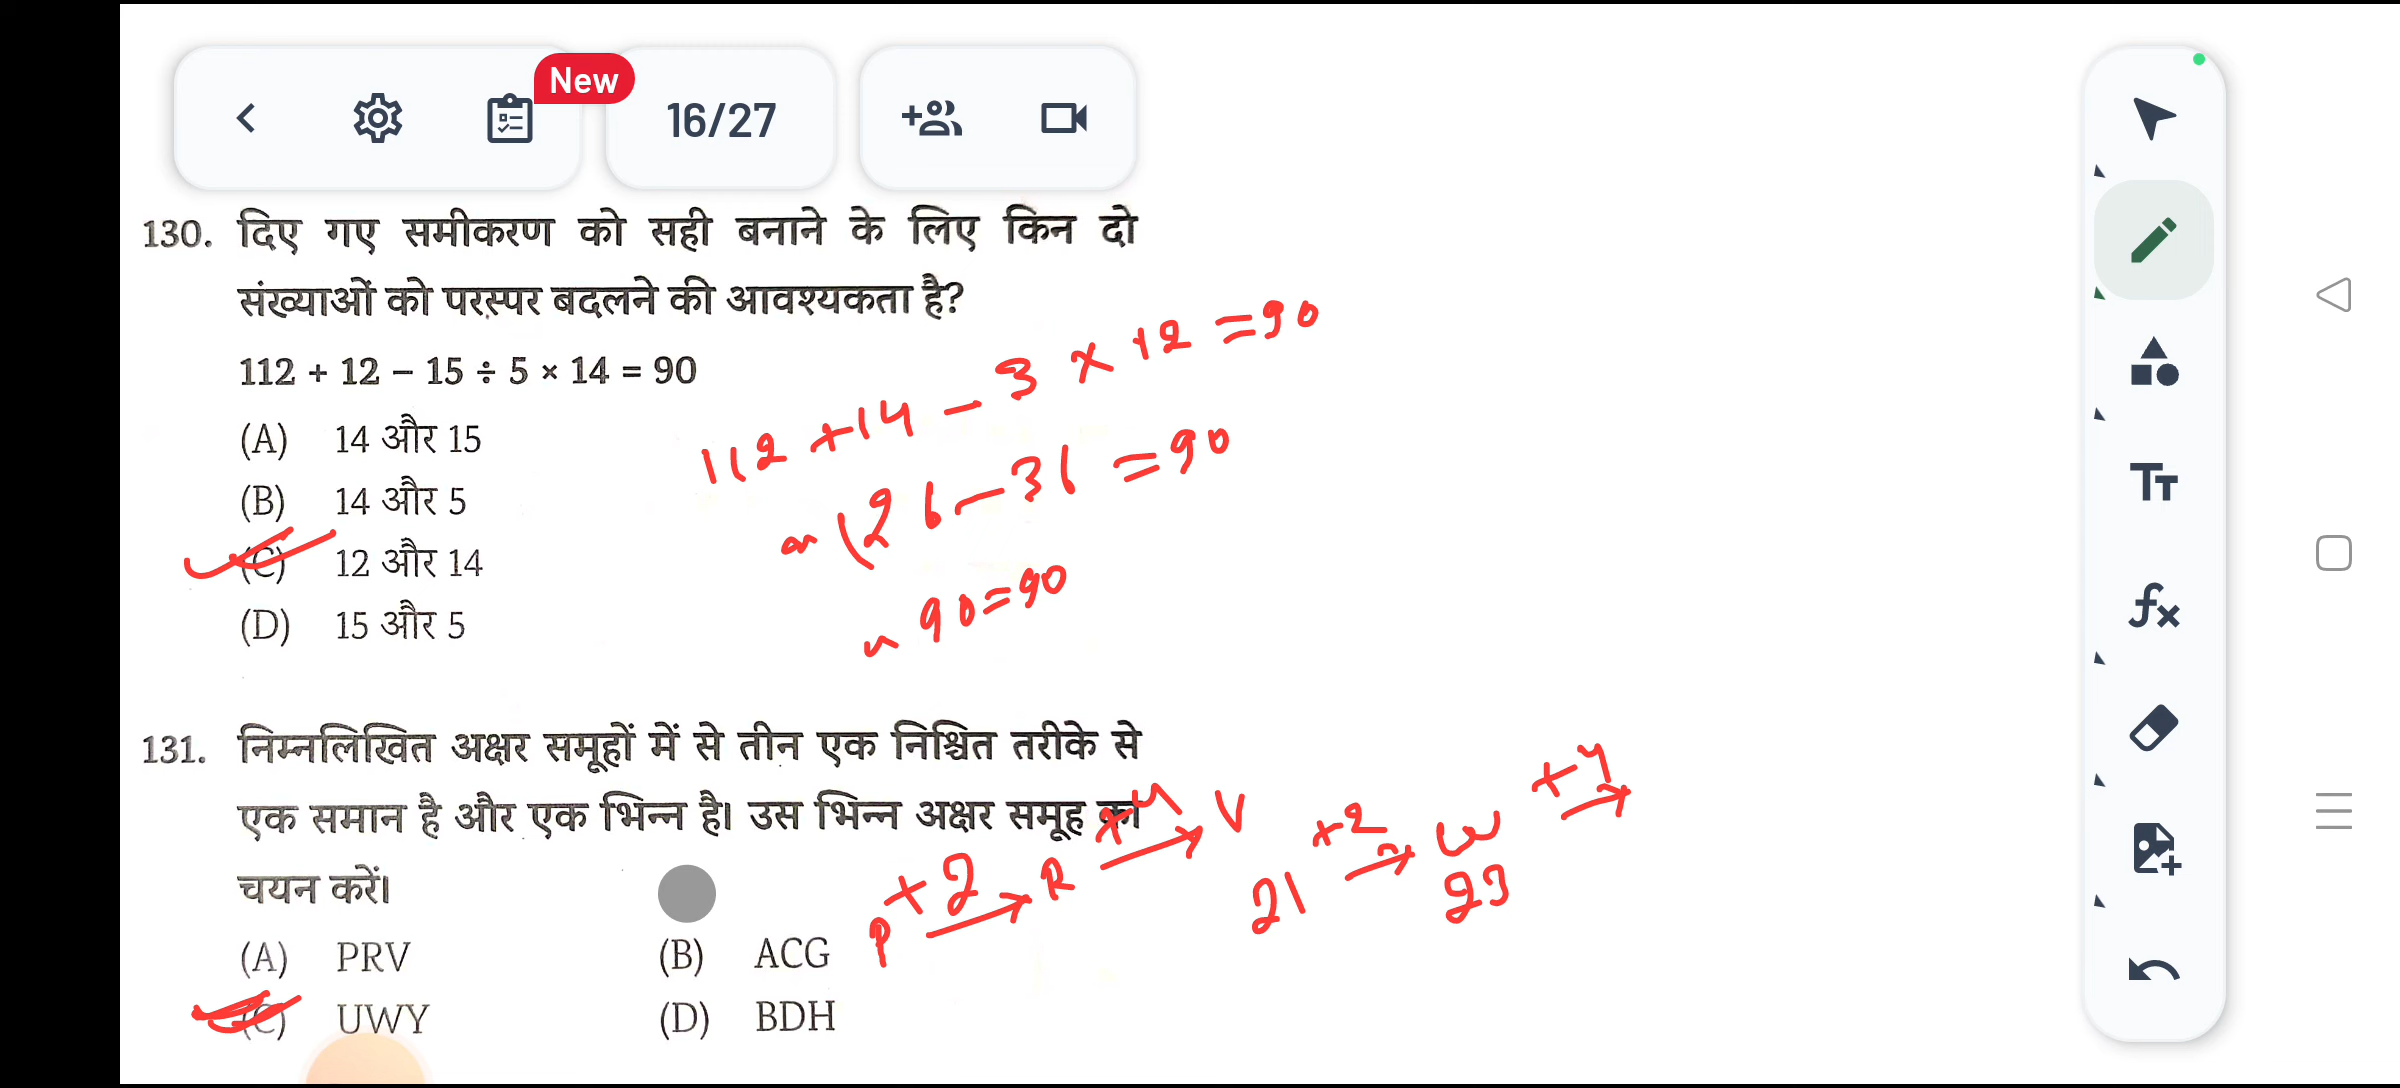 New
16/27
130. दिए गए समीकरण को सही बनाने के लिए किन दो
संख्याओं को परस्पर बदलने की आवश्यकता है?
112 + 12 − 15 ÷ 5 × 14 = 90
(A) 14 और 15
(B) 14 और 5
(C) 12 और 14
(D) 15 और 5
112 +14 − 3 × 12 =90
126−36 =90
90=90
131. निम्नलिखित अक्षर समूहों में से तीन एक निश्चित तरीके से
एक समान है और एक भिन्न है। उस भिन्न अक्षर समूह का
चयन करें।
(A) PRV (B) ACG
(C) UWY (D) BDH
P +2 R +4 V
21 +2 W +4
23
TT
fx